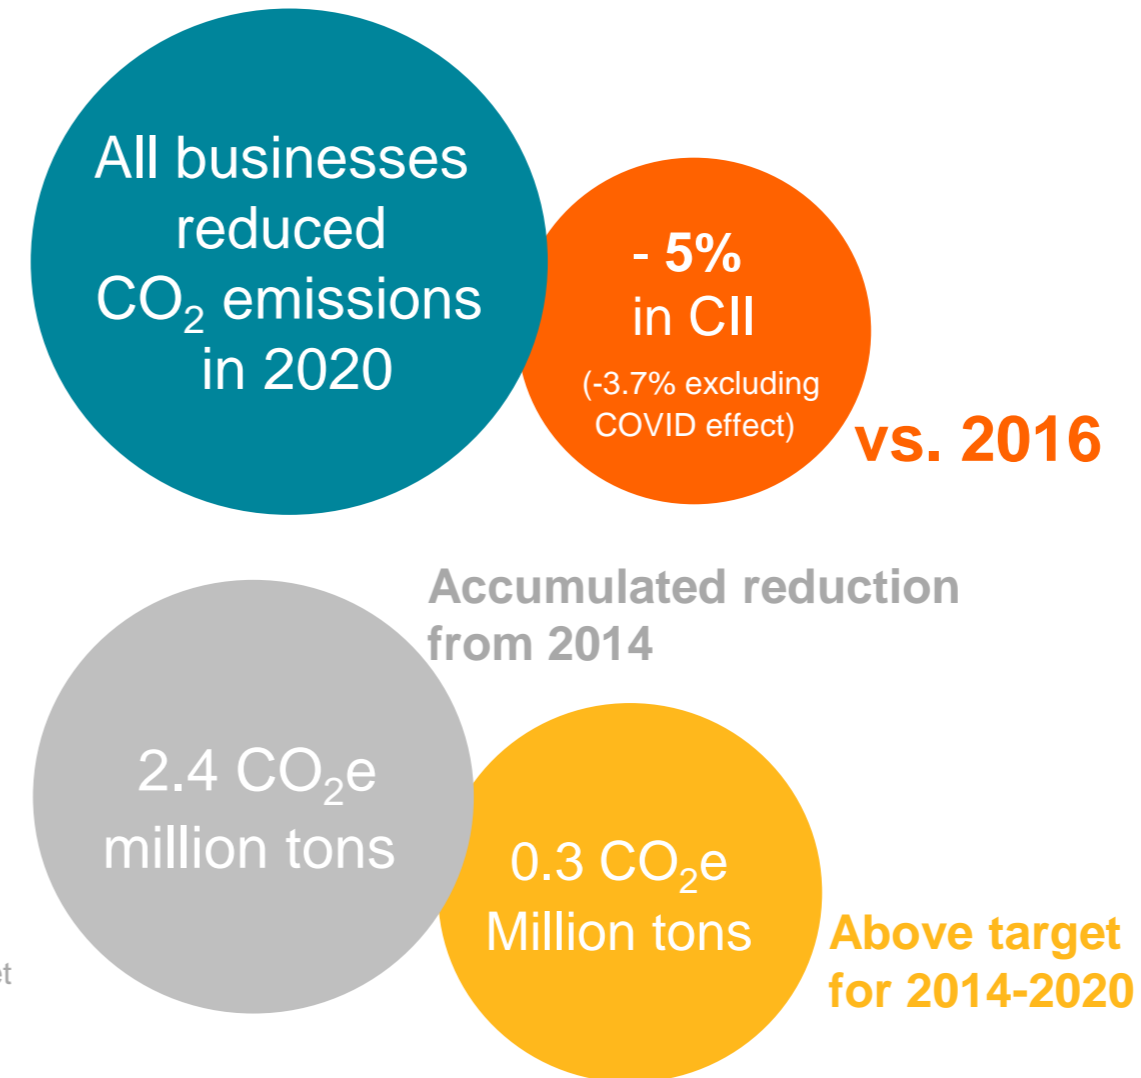 All businesses
reduced
CO₂ emissions
in 2020
- 5%
in CII
(-3.7% excluding
COVID effect)
vs. 2016
Accumulated reduction
from 2014
2.4 CO₂e
million tons
0.3 CO₂e
Million tons
Above target
for 2014-2020